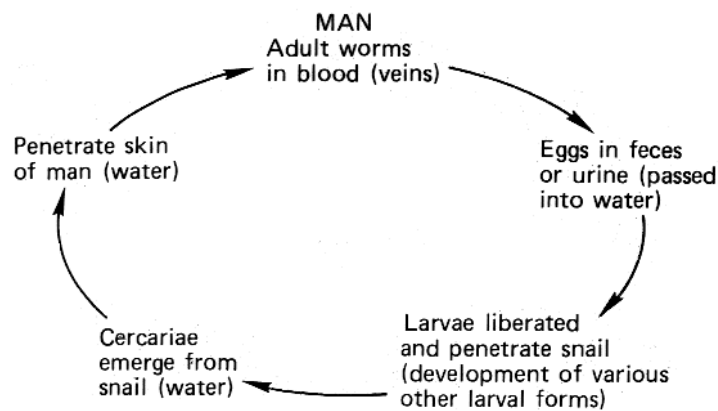 MAN
Adult worms
in blood (veins)
Eggs in feces
or urine (passed
into water)
Larvae liberated
and penetrate snail
(development of various
other larval forms)
Cercariae
emerge from
snail (water)
Penetrate skin
of man (water)